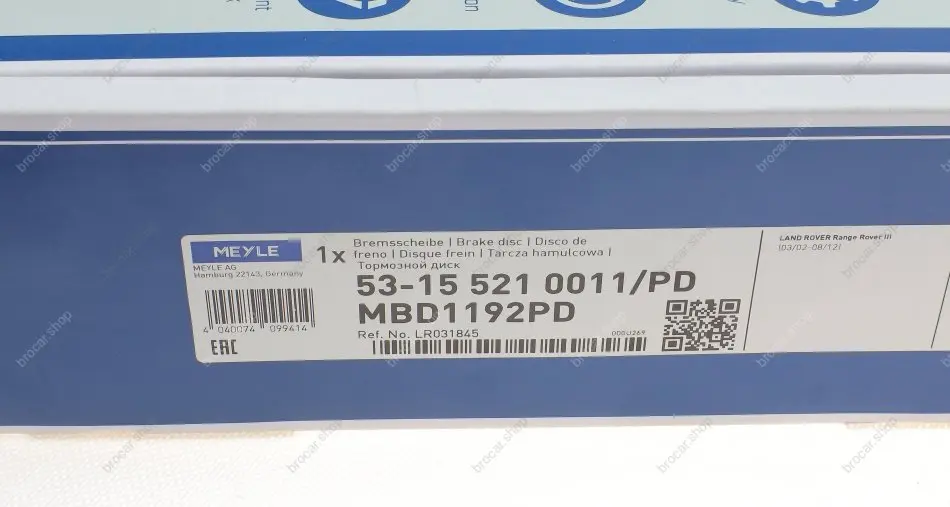 MEYLE
MEYLE AG
Hamburg 22143, Germany
4 040074 099414
EAC
1x
Bremsscheibe | Brake disc | Disco de
freno | Disque frein | Tarcza hamulcowa |
Тормозной диск
53-15 521 0011/PD
MBD1192PD
Ref. No. LR031845
000U269
LAND ROVER Range Rover III
(03/02-08/12)
brocar.shop